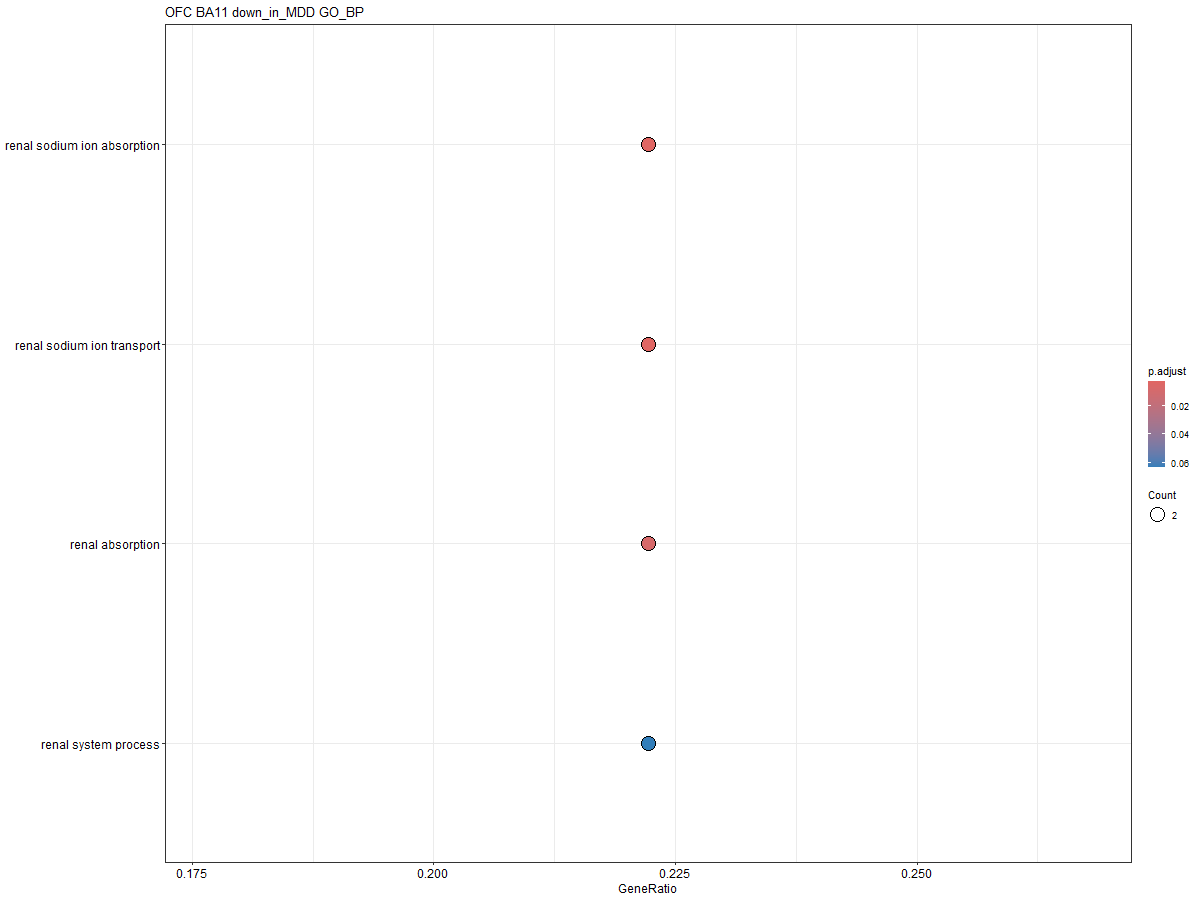 OFC BA11 down_in_MDD GO_BP
renal sodium ion absorption
renal sodium ion transport
renal absorption
renal system process
0.175
0.200
0.225
0.250
GeneRatio
p.adjust
0.02
0.04
0.06
Count
2